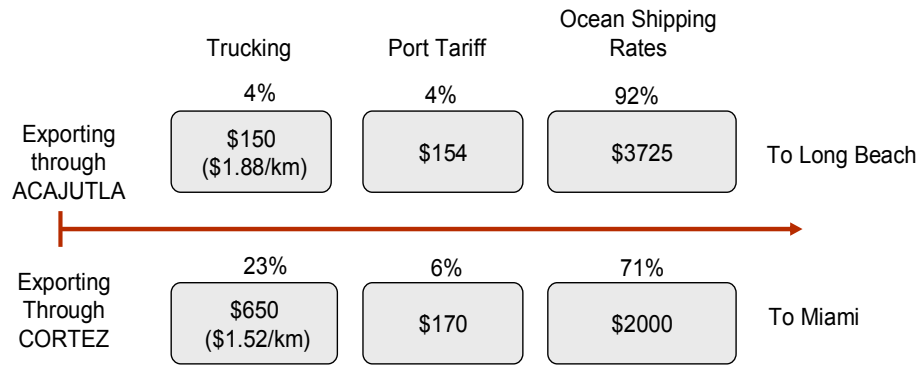 Trucking
Port Tariff
Ocean Shipping
Rates
4%
4%
92%
Exporting
through
ACAJUTLA
$150
($1.88/km)
$154
$3725
To Long Beach
23%
6%
71%
Exporting
Through
CORTEZ
$650
($1.52/km)
$170
$2000
To Miami